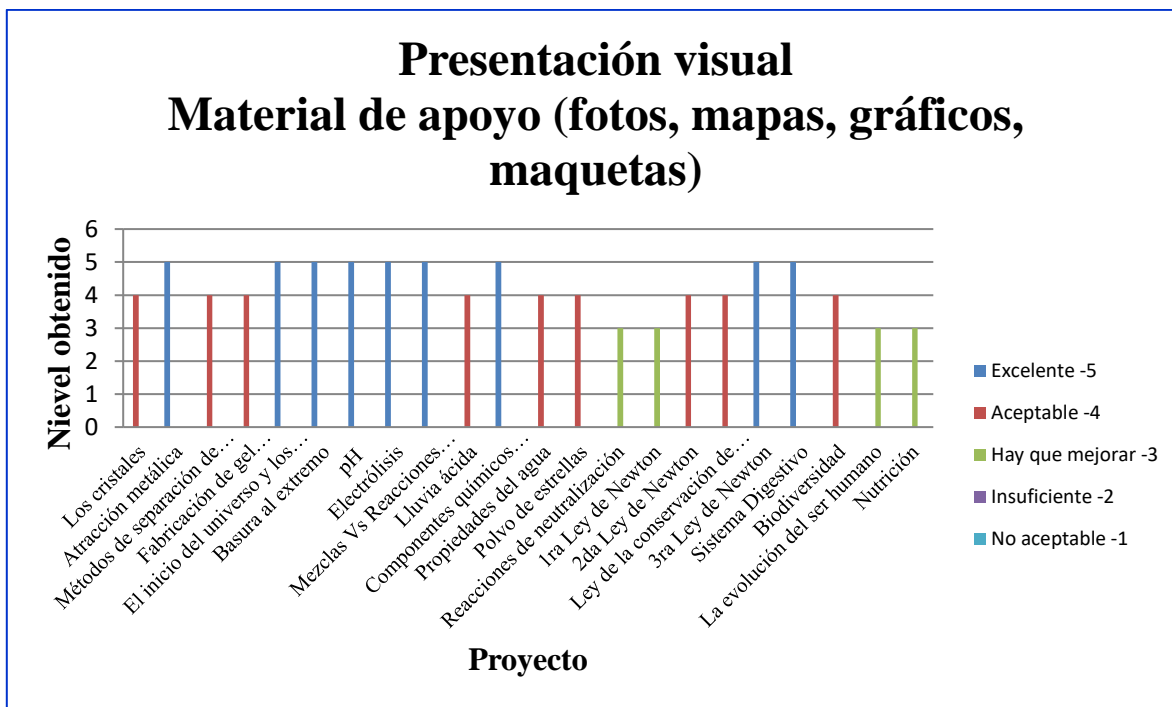 Presentación visual
Material de apoyo (fotos, mapas, gráficos,
maquetas)
Nievel obtenido
6
5
4
3
2
1
0
Los cristales
Atracción metálica
Métodos de separación de…
Fabricación de gel…
El inicio del universo y los…
Basura al extremo
pH
Electrólisis
Mezclas Vs Reacciones…
Lluvia ácida
Componentes químicos…
Propiedades del agua
Polvo de estrellas
Reacciones de neutralización
1ra Ley de Newton
2da Ley de Newton
Ley de la conservación de…
3ra Ley de Newton
Sistema Digestivo
Biodiversidad
La evolución del ser humano
Nutrición
Proyecto
Excelente -5
Aceptable -4
Hay que mejorar -3
Insuficiente -2
No aceptable -1